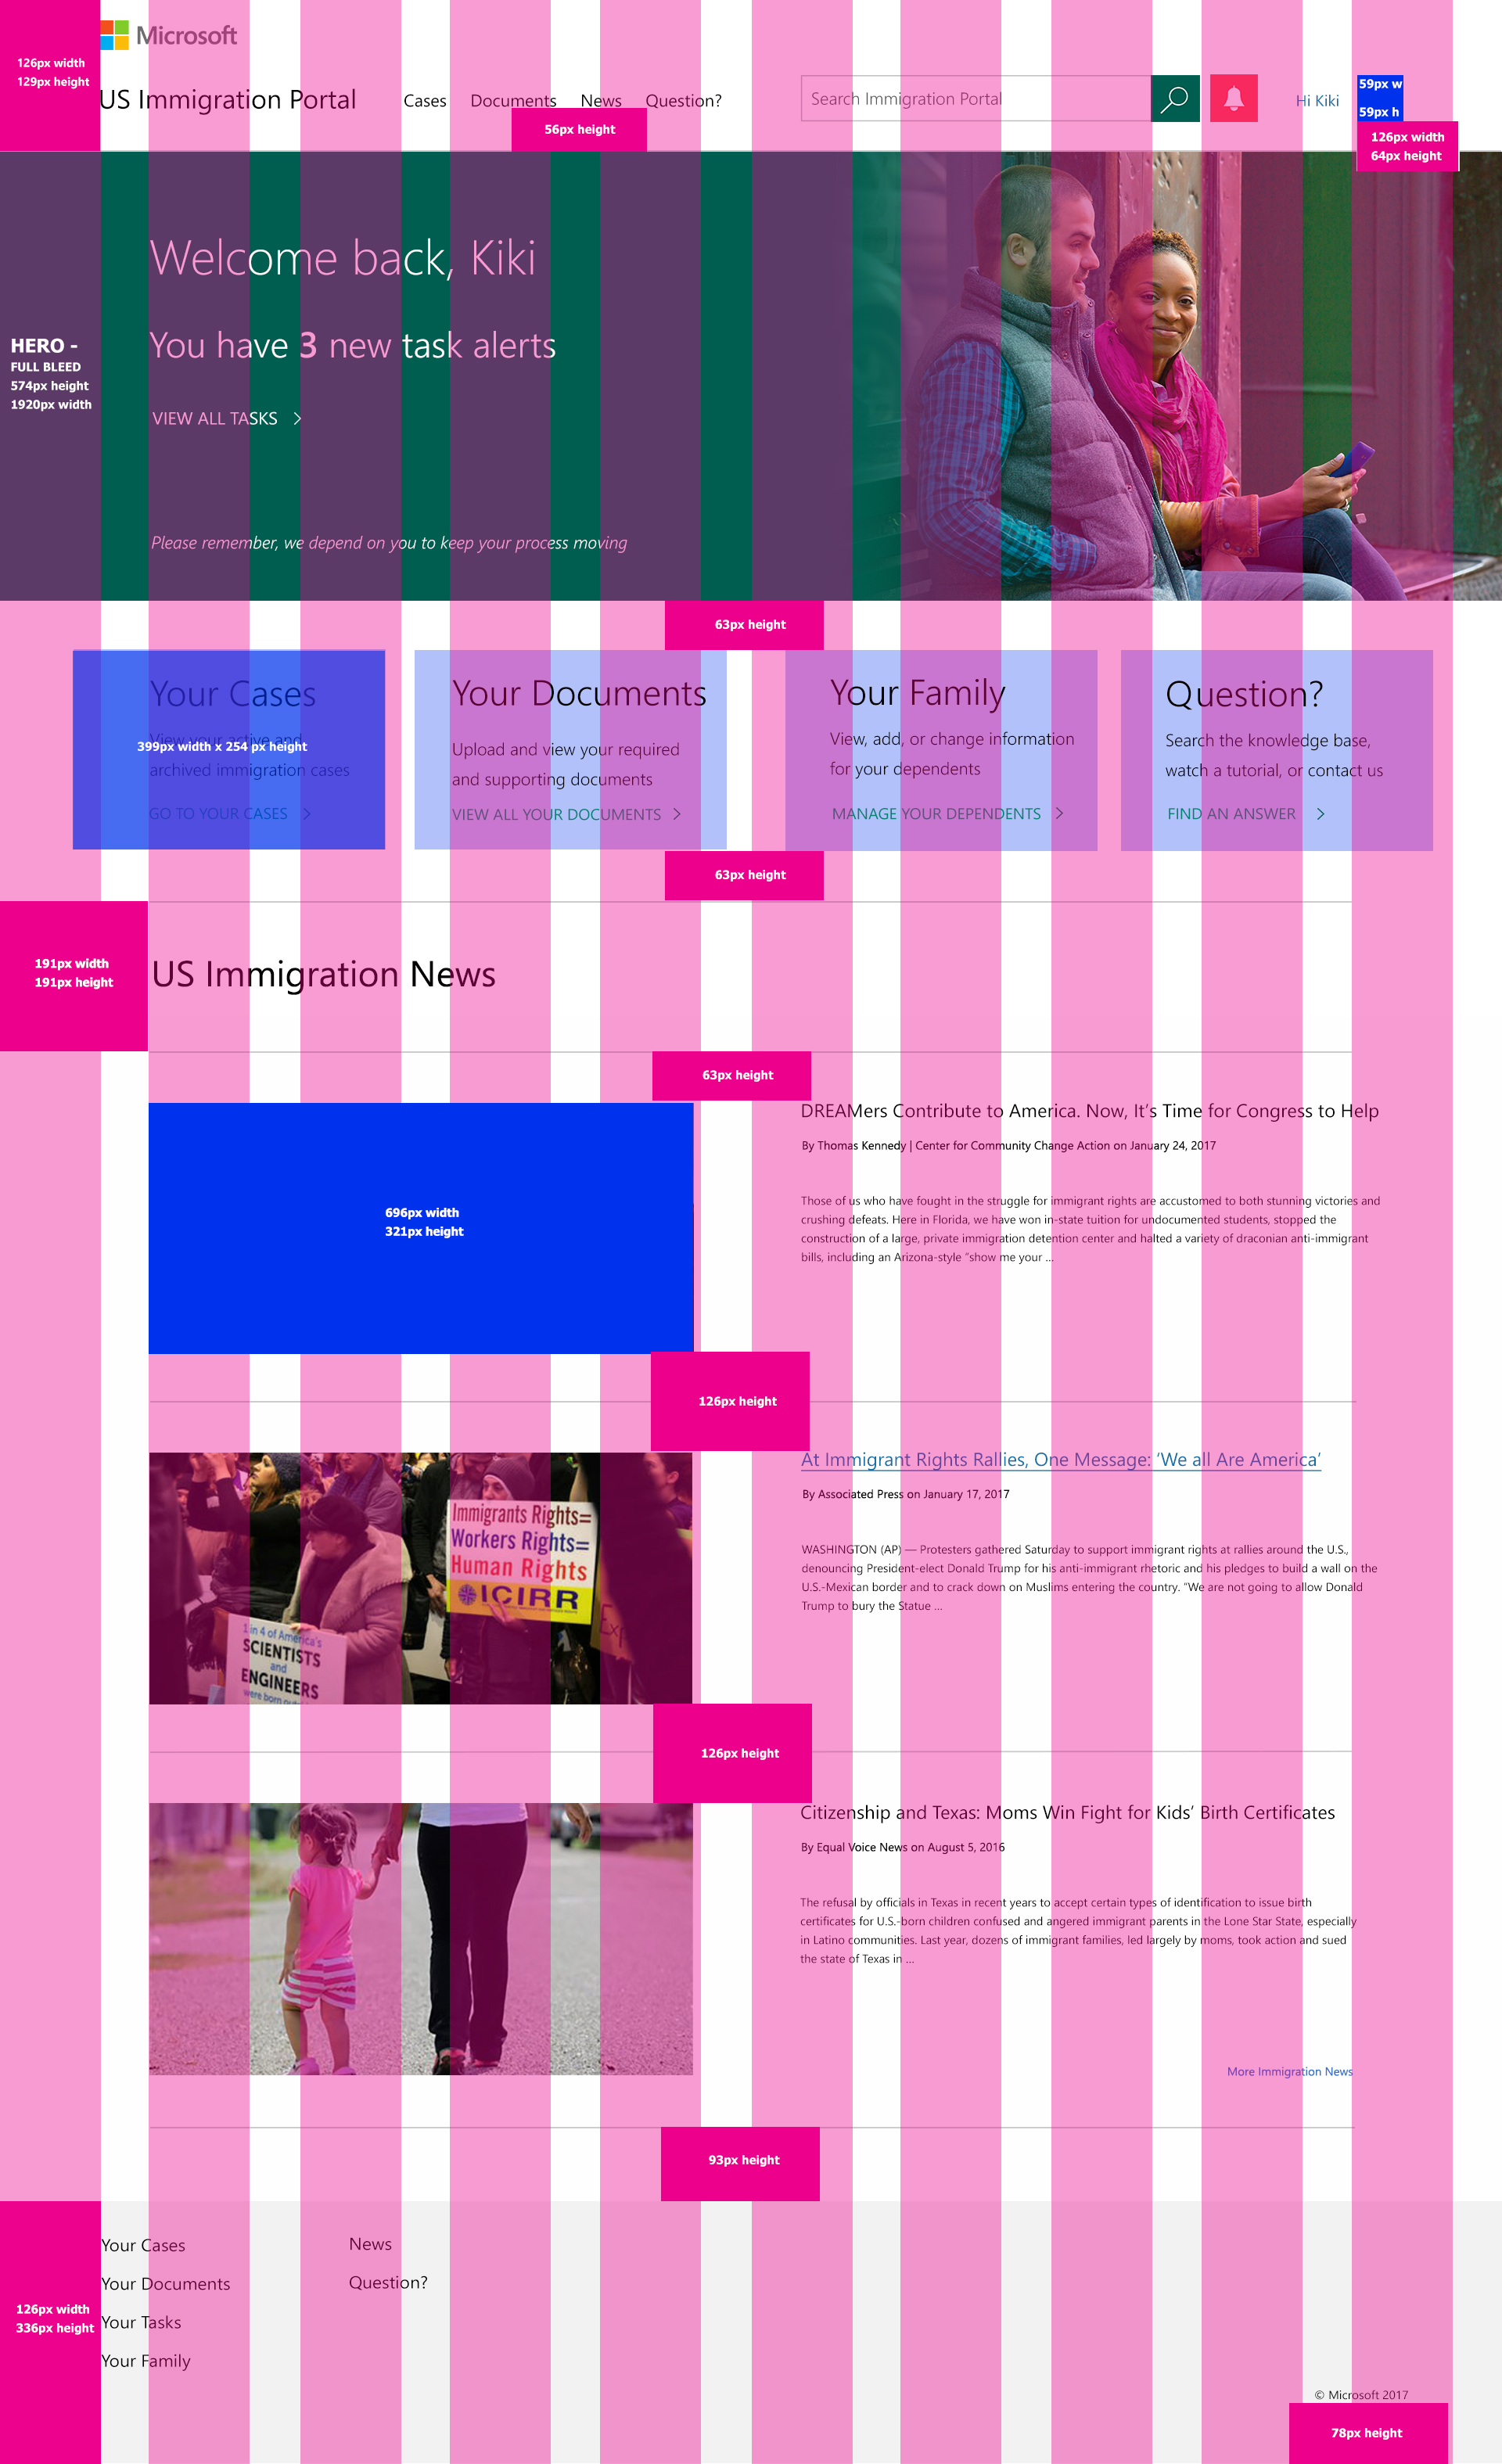 Microsoft
126px width
129px height
US Immigration Portal
Cases Documents News Question?
Search Immigration Portal
Hi Kiki
59px w
59px h
56px height
126px width
64px height
Welcome back, Kiki
You have 3 new task alerts
HERO -
FULL BLEED
574px height
1920px width
VIEW ALL TASKS >
Please remember, we depend on you to keep your process moving
63px height
Your Cases
View your active and
399px width x 254 px height
archived immigration cases
GO TO YOUR CASES >
Your Documents
Upload and view your required
and supporting documents
VIEW ALL YOUR DOCUMENTS >
Your Family
View, add, or change information
for your dependents
MANAGE YOUR DEPENDENTS >
Question?
Search the knowledge base,
watch a tutorial, or contact us
FIND AN ANSWER >
63px height
191px width
191px height
US Immigration News
63px height
696px width
321px height
DREAMers Contribute to America. Now, It’s Time for Congress to Help
By Thomas Kennedy | Center for Community Change Action on January 24, 2017
Those of us who have fought in the struggle for immigrant rights are accustomed to both stunning victories and
crushing defeats. Here in Florida, we have won in-state tuition for undocumented students, stopped the
construction of a large, private immigration detention center and halted a variety of draconian anti-immigrant
bills, including an Arizona-style “show me your ...
126px height
Immigrants Rights=
Workers Rights=
Human Rights
ICIRR
Exp
1 in 4 of America's
SCIENTISTS
and
ENGINEERS
were born
At Immigrant Rights Rallies, One Message: ‘We all Are America’
By Associated Press on January 17, 2017
WASHINGTON (AP) — Protesters gathered Saturday to support immigrant rights at rallies around the U.S.,
denouncing President-elect Donald Trump for his anti-immigrant rhetoric and his pledges to build a wall on the
U.S.-Mexican border and to crack down on Muslims entering the country. “We are not going to allow Donald
Trump to bury the Statue ...
126px height
Citizenship and Texas: Moms Win Fight for Kids’ Birth Certificates
By Equal Voice News on August 5, 2016
The refusal by officials in Texas in recent years to accept certain types of identification to issue birth
certificates for U.S.-born children confused and angered immigrant parents in the Lone Star State, especially
in Latino communities. Last year, dozens of immigrant families, led largely by moms, took action and sued
the state of Texas in ...
More Immigration News
93px height
Your Cases
Your Documents
Your Tasks
Your Family
News
Question?
126px width
336px height
© Microsoft 2017
78px height